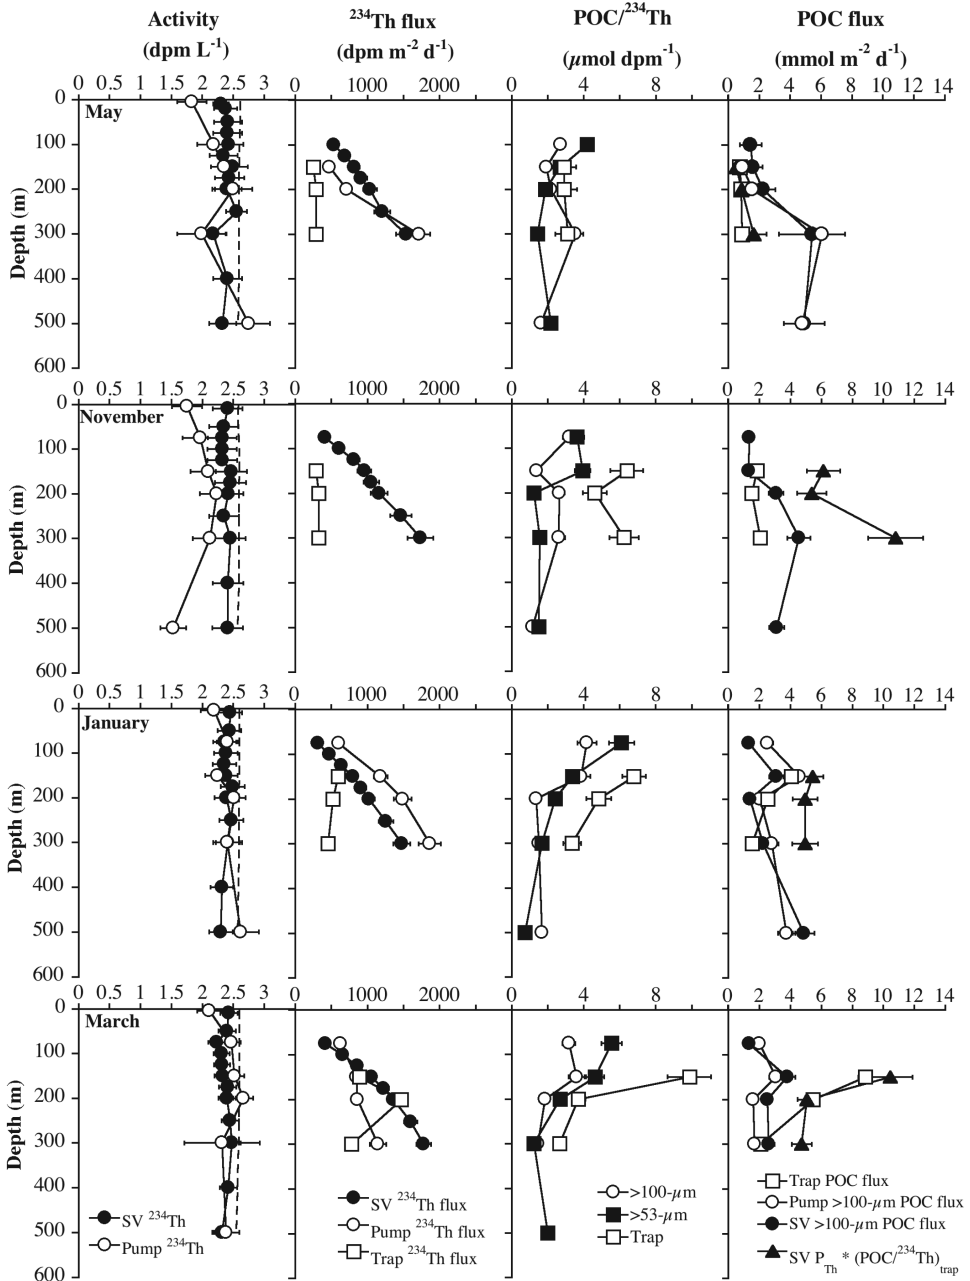 Activity
(dpm L-1)
234Th flux
(dpm m-2 d-1)
POC/234Th
(µmol dpm-1)
POC flux
(mmol m-2 d-1)
0 0.5 1 1.5 2 2.5 3
0 1000 2000
0 4 8
0 2 4 6 8 10 12 14
May
Depth (m)
0
100
200
300
400
500
600
0 0.5 1 1.5 2 2.5 3
0 1000 2000
0 4 8
0 2 4 6 8 10 12 14
November
Depth (m)
0
100
200
300
400
500
600
0 0.5 1 1.5 2 2.5 3
0 1000 2000
0 4 8
0 2 4 6 8 10 12 14
January
Depth (m)
0
100
200
300
400
500
600
0 0.5 1 1.5 2 2.5 3
0 1000 2000
0 4 8
0 2 4 6 8 10 12 14
March
Depth (m)
0
100
200
300
400
500
600
SV 234Th
Pump 234Th
SV 234Th flux
Pump 234Th flux
Trap 234Th flux
>100-µm
>53-µm
Trap
Trap POC flux
Pump >100-µm POC flux
SV >100-µm POC flux
SV PTh * (POC/234Th)trap